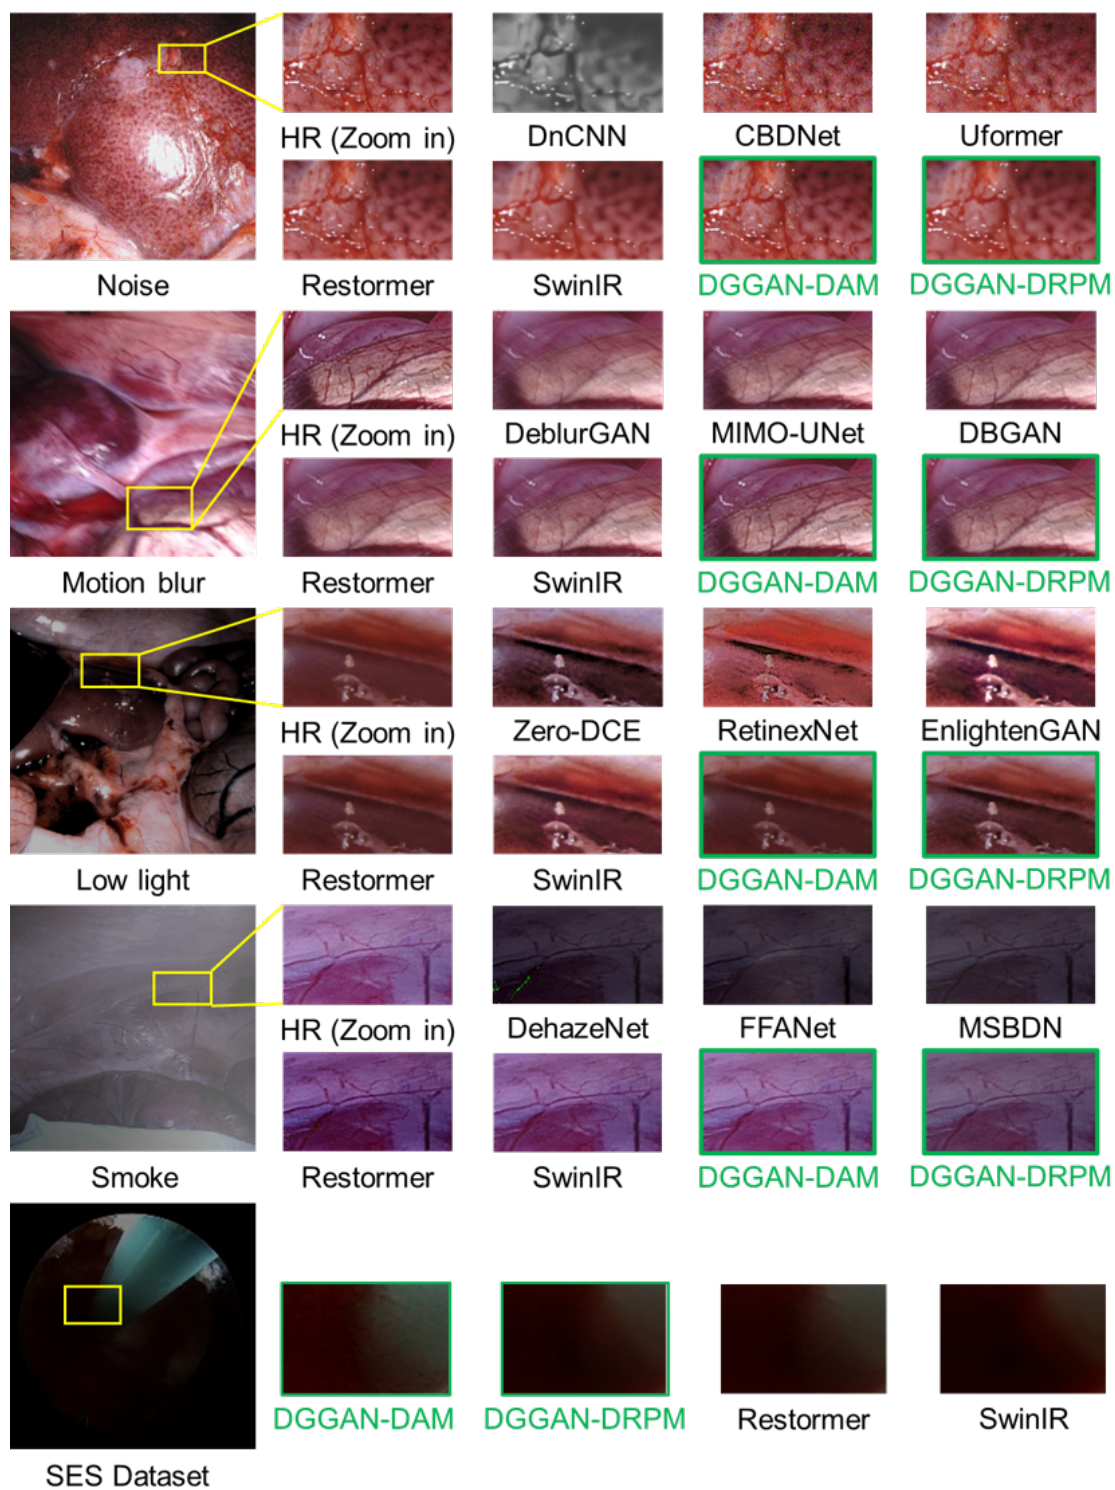 HR (Zoom in) DnCNN CBDNet Uformer
Noise Restormer SwinIR DGGAN-DAM DGGAN-DRPM
HR (Zoom in) DeblurGAN MIMO-UNet DBGAN
Motion blur Restormer SwinIR DGGAN-DAM DGGAN-DRPM
HR (Zoom in) Zero-DCE RetinexNet EnlightenGAN
Low light Restormer SwinIR DGGAN-DAM DGGAN-DRPM
HR (Zoom in) DehazeNet FFANet MSBDN
Smoke Restormer SwinIR DGGAN-DAM DGGAN-DRPM
DGGAN-DAM DGGAN-DRPM Restormer SwinIR
SES Dataset